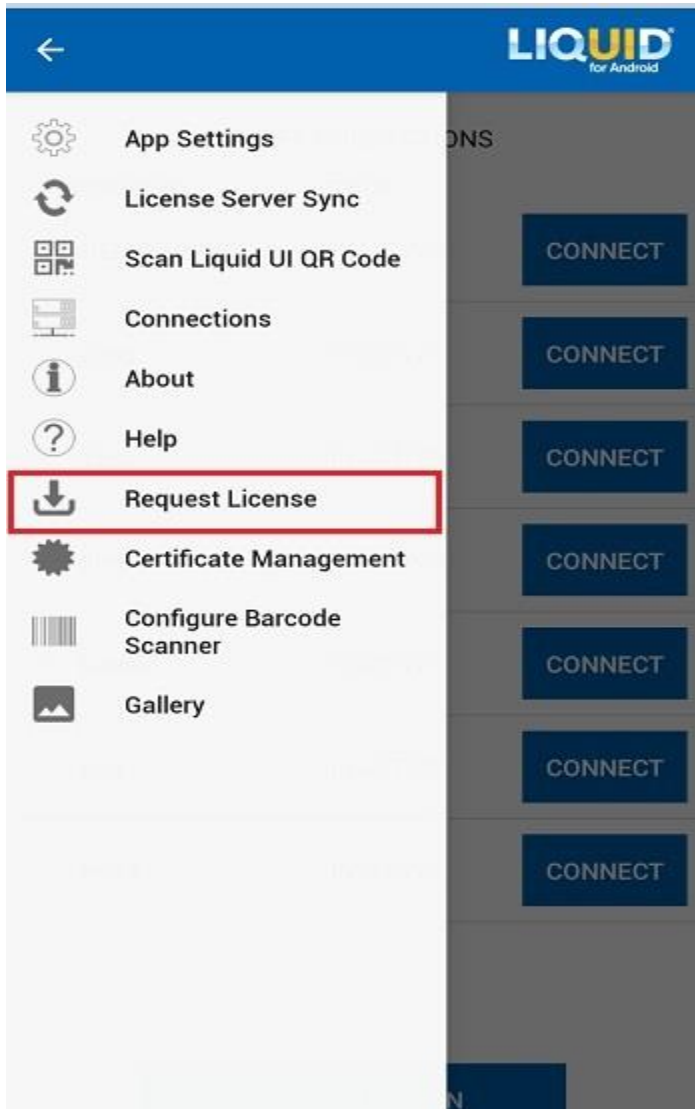 LIQUID
for Android
App Settings
ONS
License Server Sync
CONNECT
Scan Liquid UI QR Code
Connections
CONNECT
About
Help
CONNECT
Request License
Certificate Management
CONNECT
Configure Barcode
Scanner
CONNECT
Gallery
CONNECT
CONNECT
N